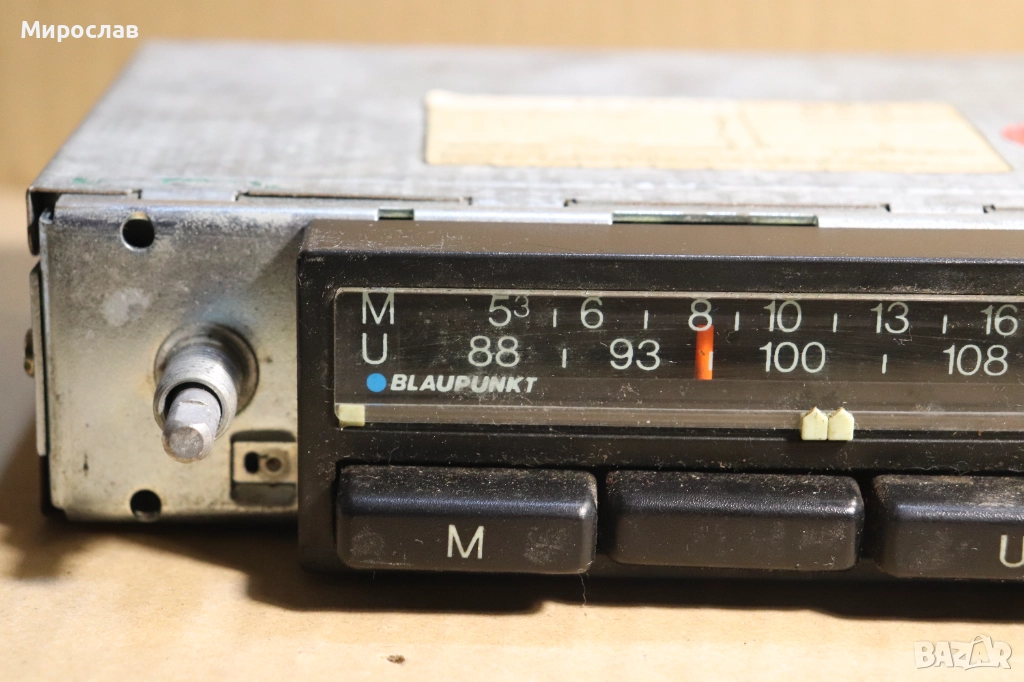 Мирослав
M 5³ 6 8 10 13 16
U 88 93 100 108
BLAUPUNKT
M U
BAZAR